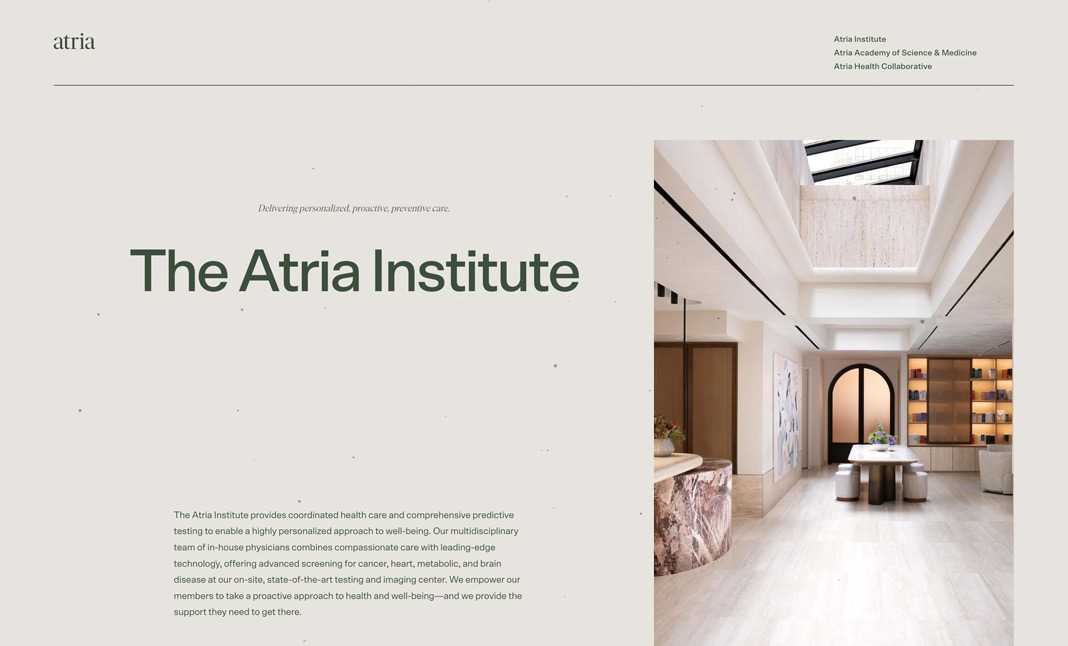 atria
Atria Institute
Atria Academy of Science & Medicine
Atria Health Collaborative
Delivering personalized, proactive, preventive care.
The Atria Institute
The Atria Institute provides coordinated health care and comprehensive predictive
testing to enable a highly personalized approach to well-being. Our multidisciplinary
team of in-house physicians combines compassionate care with leading-edge
technology, offering advanced screening for cancer, heart, metabolic, and brain
disease at our on-site, state-of-the-art testing and imaging center. We empower our
members to take a proactive approach to health and well-being—and we provide the
support they need to get there.